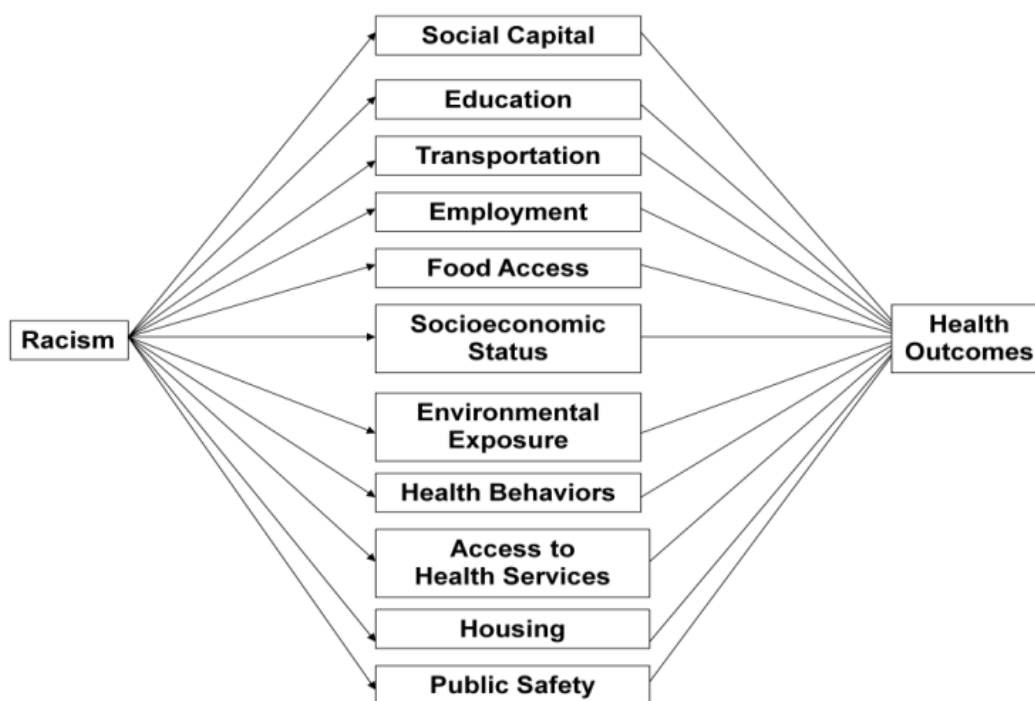 Social Capital
Education
Transportation
Employment
Food Access
Racism
Socioeconomic
Status
Health
Outcomes
Environmental
Exposure
Health Behaviors
Access to
Health Services
Housing
Public Safety